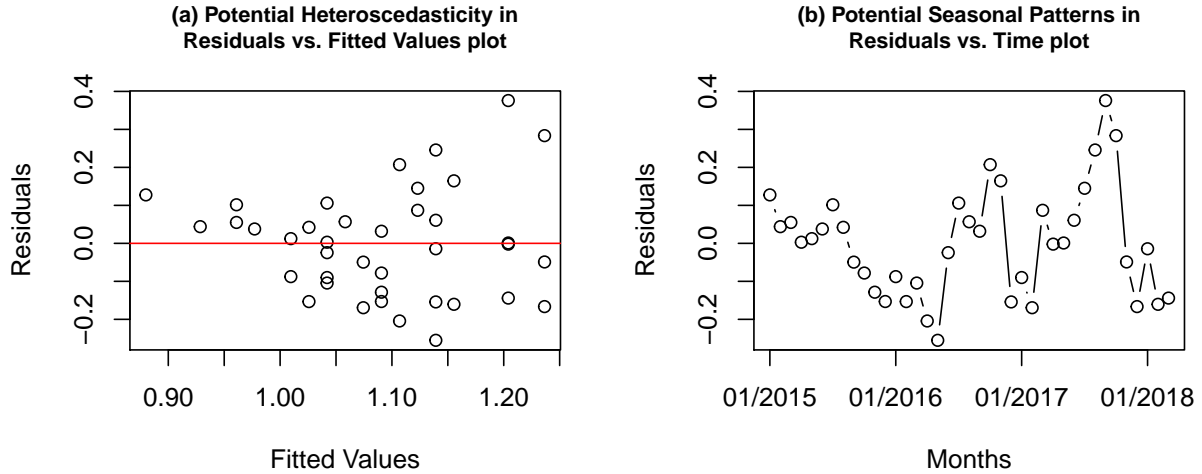 (a) Potential Heteroscedasticity in
Residuals vs. Fitted Values plot
Residuals
0.4
0.2
0.0
−0.2
0.90 1.00 1.10 1.20
Fitted Values
(b) Potential Seasonal Patterns in
Residuals vs. Time plot
Residuals
0.4
0.2
0.0
−0.2
01/2015 01/2016 01/2017 01/2018
Months